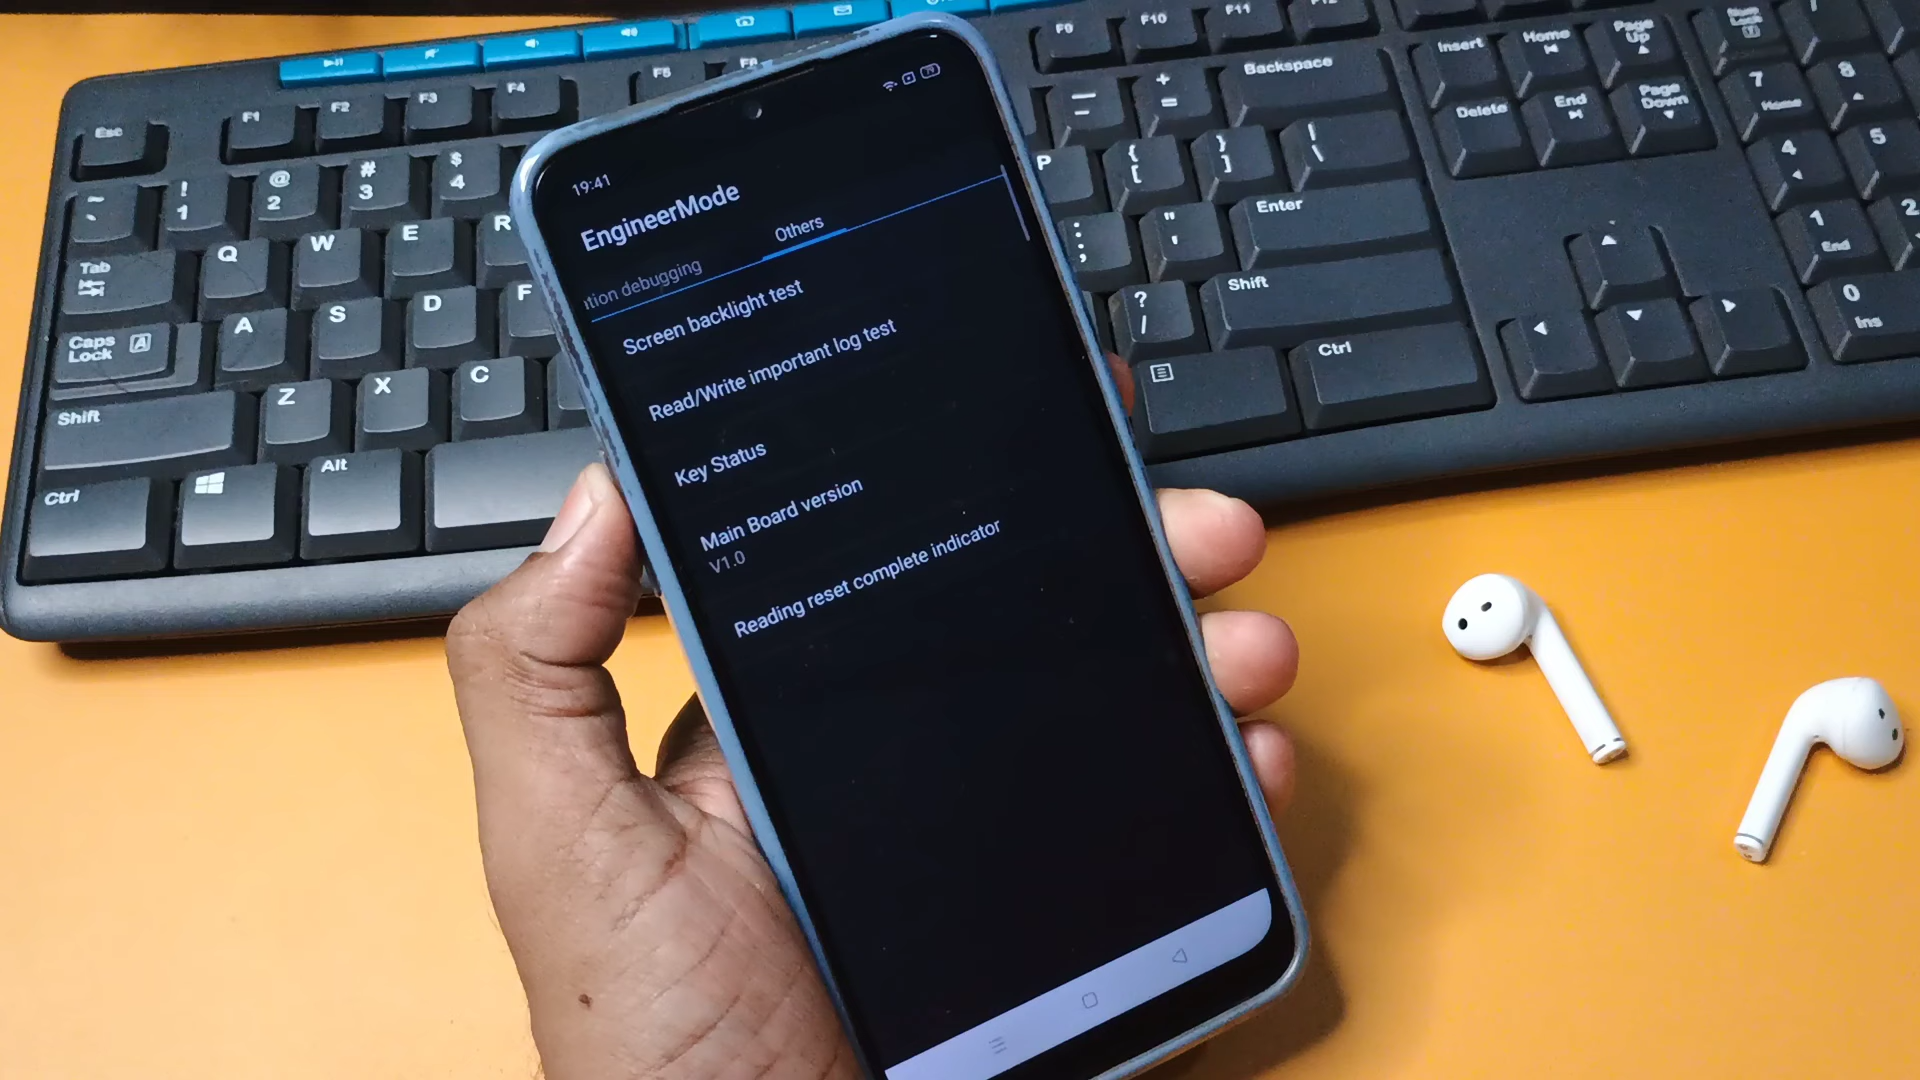 19:41
79
EngineerMode
tion debugging
Others
Screen backlight test
Read/Write important log test
Key Status
Main Board version
V1.0
Reading reset complete indicator
Esc
F1
F2
F3
F4
F5
F9
F10
F11
F12
~
`
!
1
@
2
#
3
$
4
+
=
Backspace
Insert
Home
Page
Up
Delete
End
Page
Down
7
Home
8
Tab
Q
W
E
R
P
{
[
}
]
\
4
5
Caps
Lock
A
A
S
D
F
:
;
"
'
Enter
1
End
2
Shift
Z
X
C
?
/
Shift
Ctrl
Alt
Ctrl
0
Ins